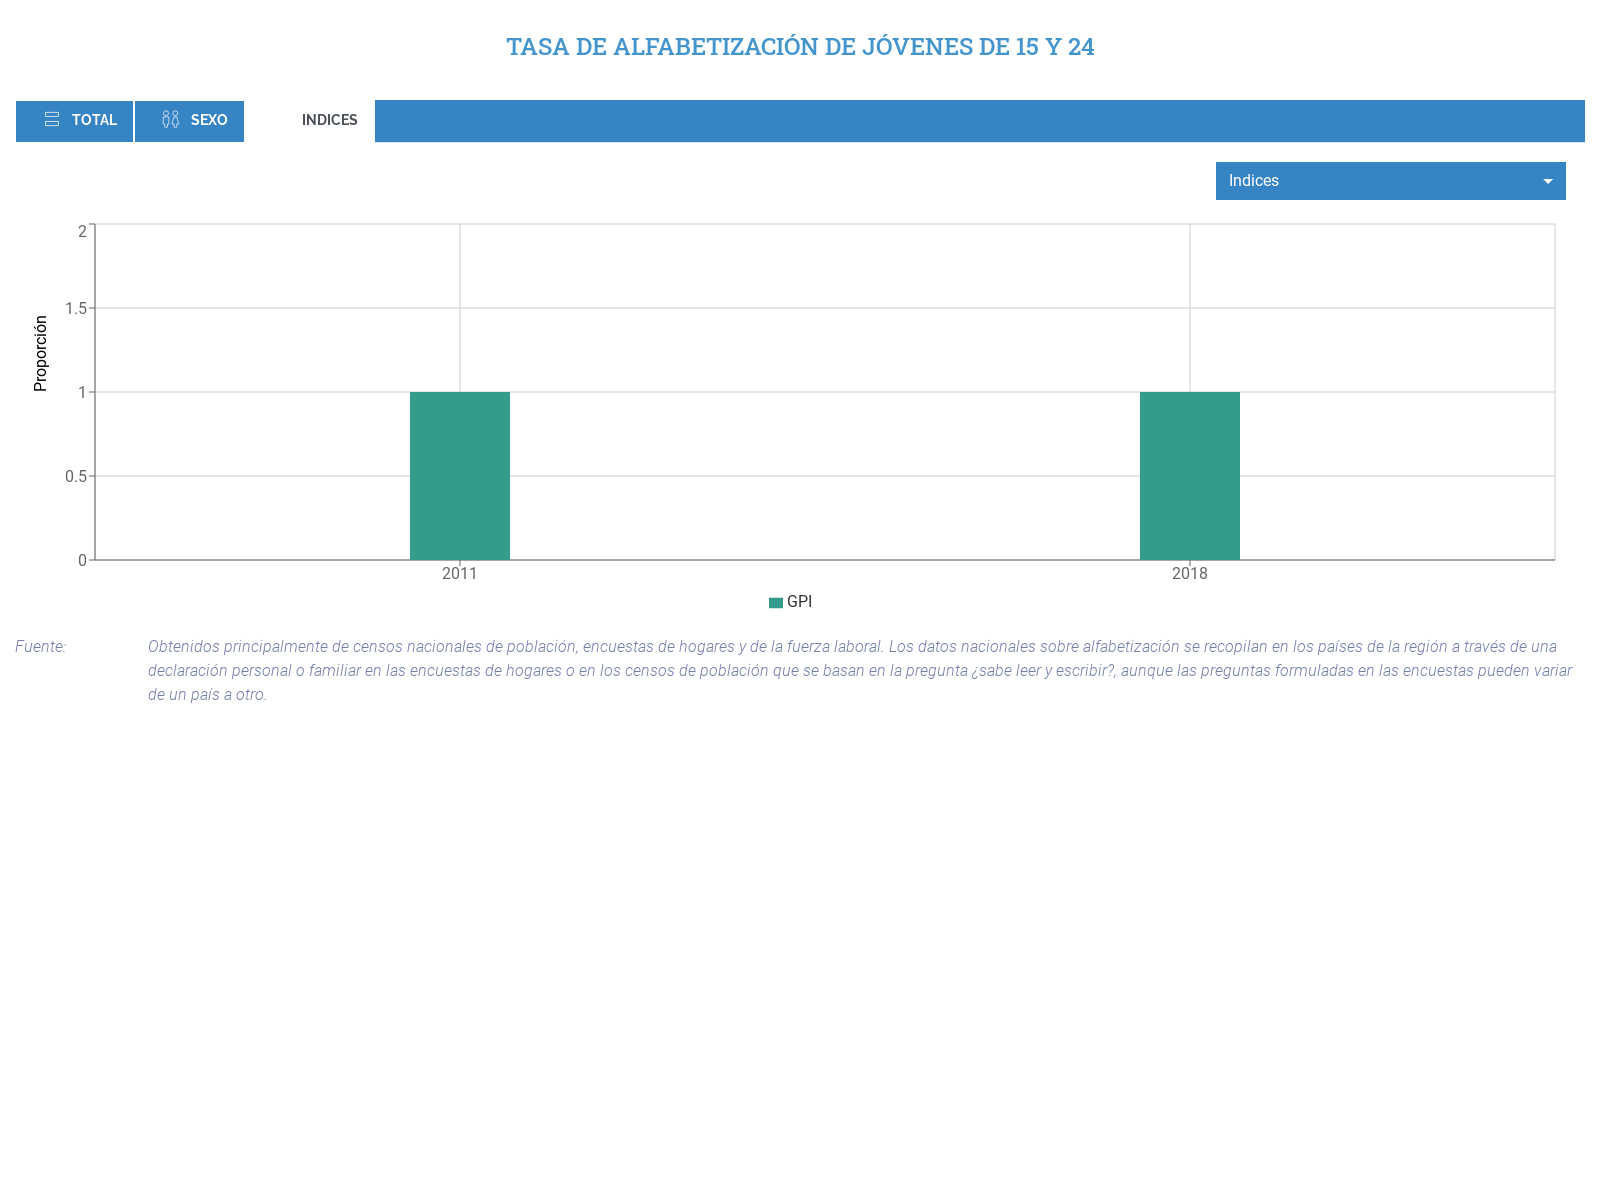 TASA DE ALFABETIZACIÓN DE JÓVENES DE 15 Y 24
TOTAL
SEXO
INDICES
Indices
2
1.5
1
0.5
0
Proporción
2011
2018
GPI
Fuente:
Obtenidos principalmente de censos nacionales de población, encuestas de hogares y de la fuerza laboral. Los datos nacionales sobre alfabetización se recopilan en los países de la región a través de una
declaración personal o familiar en las encuestas de hogares o en los censos de población que se basan en la pregunta ¿sabe leer y escribir?, aunque las preguntas formuladas en las encuestas pueden variar
de un país a otro.